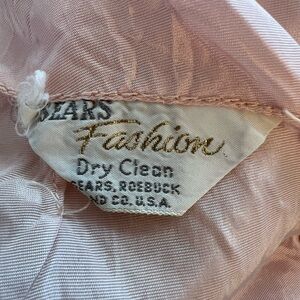 SEARS
Fashion
Dry Clean
SEARS, ROEBUCK
AND CO. U.S.A.